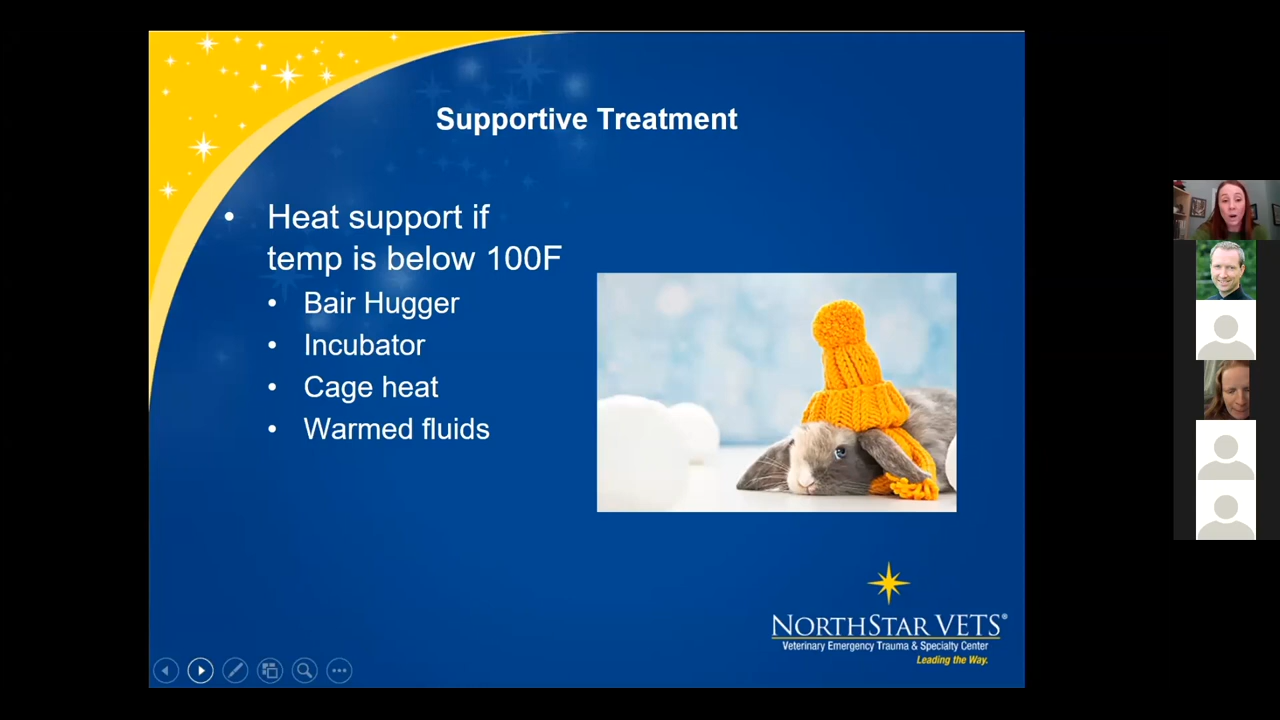 Supportive Treatment
• Heat support if
temp is below 100F
• Bair Hugger
• Incubator
• Cage heat
• Warmed fluids
NORTHSTAR VETS®
Veterinary Emergency Trauma & Specialty Center
Leading the Way.